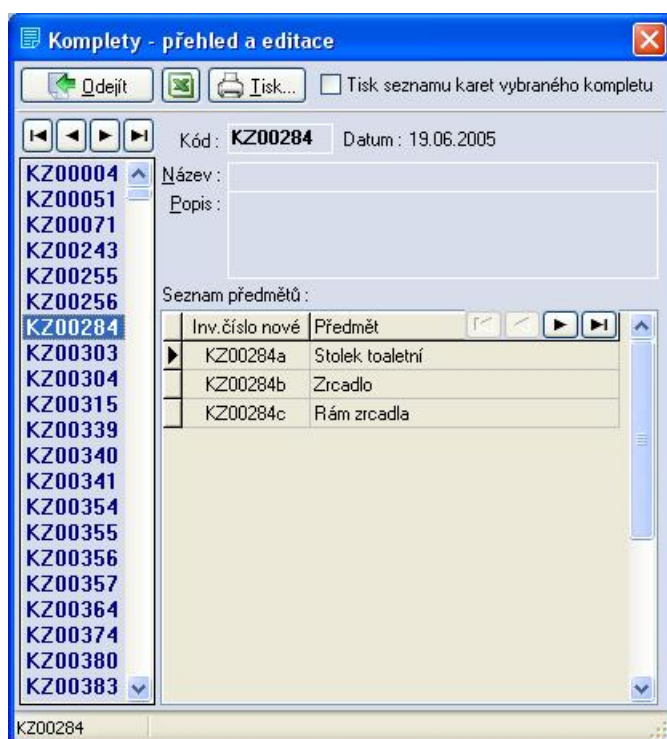 Komplety - přehled a editace
Odejít Tisk... Tisk seznamu karet vybraného kompletu
Kód : KZ00284 Datum : 19.06.2005
Název :
Popis :
KZ00004
KZ00051
KZ00071
KZ00243
KZ00255
KZ00256
KZ00284
KZ00303
KZ00304
KZ00315
KZ00339
KZ00340
KZ00341
KZ00354
KZ00355
KZ00356
KZ00357
KZ00364
KZ00374
KZ00380
KZ00383
Seznam předmětů :
Inv.číslo nové Předmět
KZ00284a Stolek toaletní
KZ00284b Zrcadlo
KZ00284c Rám zrcadla
KZ00284